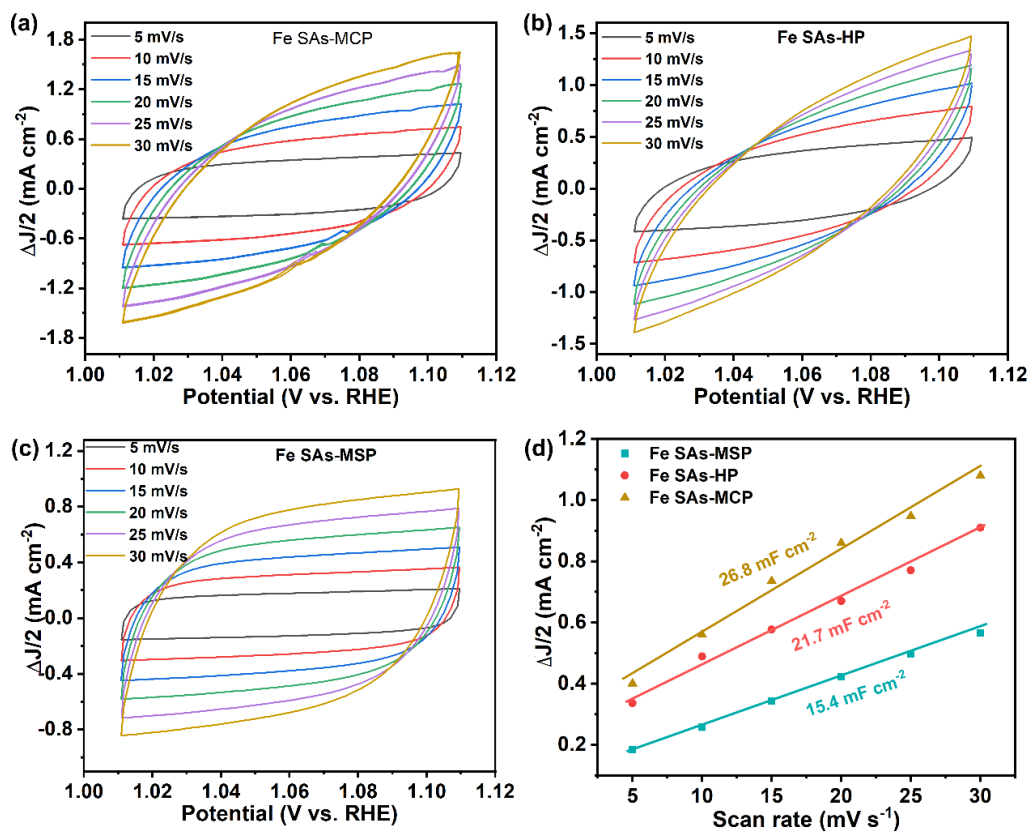 (a)
5 mV/s
10 mV/s
15 mV/s
20 mV/s
25 mV/s
30 mV/s
Fe SAs-MCP
1.8
1.2
0.6
0.0
-0.6
-1.2
-1.8
ΔJ/2 (mA cm⁻²)
1.00 1.02 1.04 1.06 1.08 1.10 1.12
Potential (V vs. RHE)
(b)
5 mV/s
10 mV/s
15 mV/s
20 mV/s
25 mV/s
30 mV/s
Fe SAs-HP
1.5
1.0
0.5
0.0
-0.5
-1.0
-1.5
ΔJ/2 (mA cm⁻²)
1.00 1.02 1.04 1.06 1.08 1.10 1.12
Potential (V vs. RHE)
(c)
5 mV/s
10 mV/s
15 mV/s
20 mV/s
25 mV/s
30 mV/s
Fe SAs-MSP
1.2
0.8
0.4
-0.0
-0.4
-0.8
ΔJ/2 (mA cm⁻²)
1.00 1.02 1.04 1.06 1.08 1.10 1.12
Potential (V vs. RHE)
(d)
Fe SAs-MSP
Fe SAs-HP
Fe SAs-MCP
26.8 mF cm⁻²
21.7 mF cm⁻²
15.4 mF cm⁻²
1.2
1.0
0.8
0.6
0.4
0.2
ΔJ/2 (mA cm⁻²)
5 10 15 20 25 30
Scan rate (mV s⁻¹)